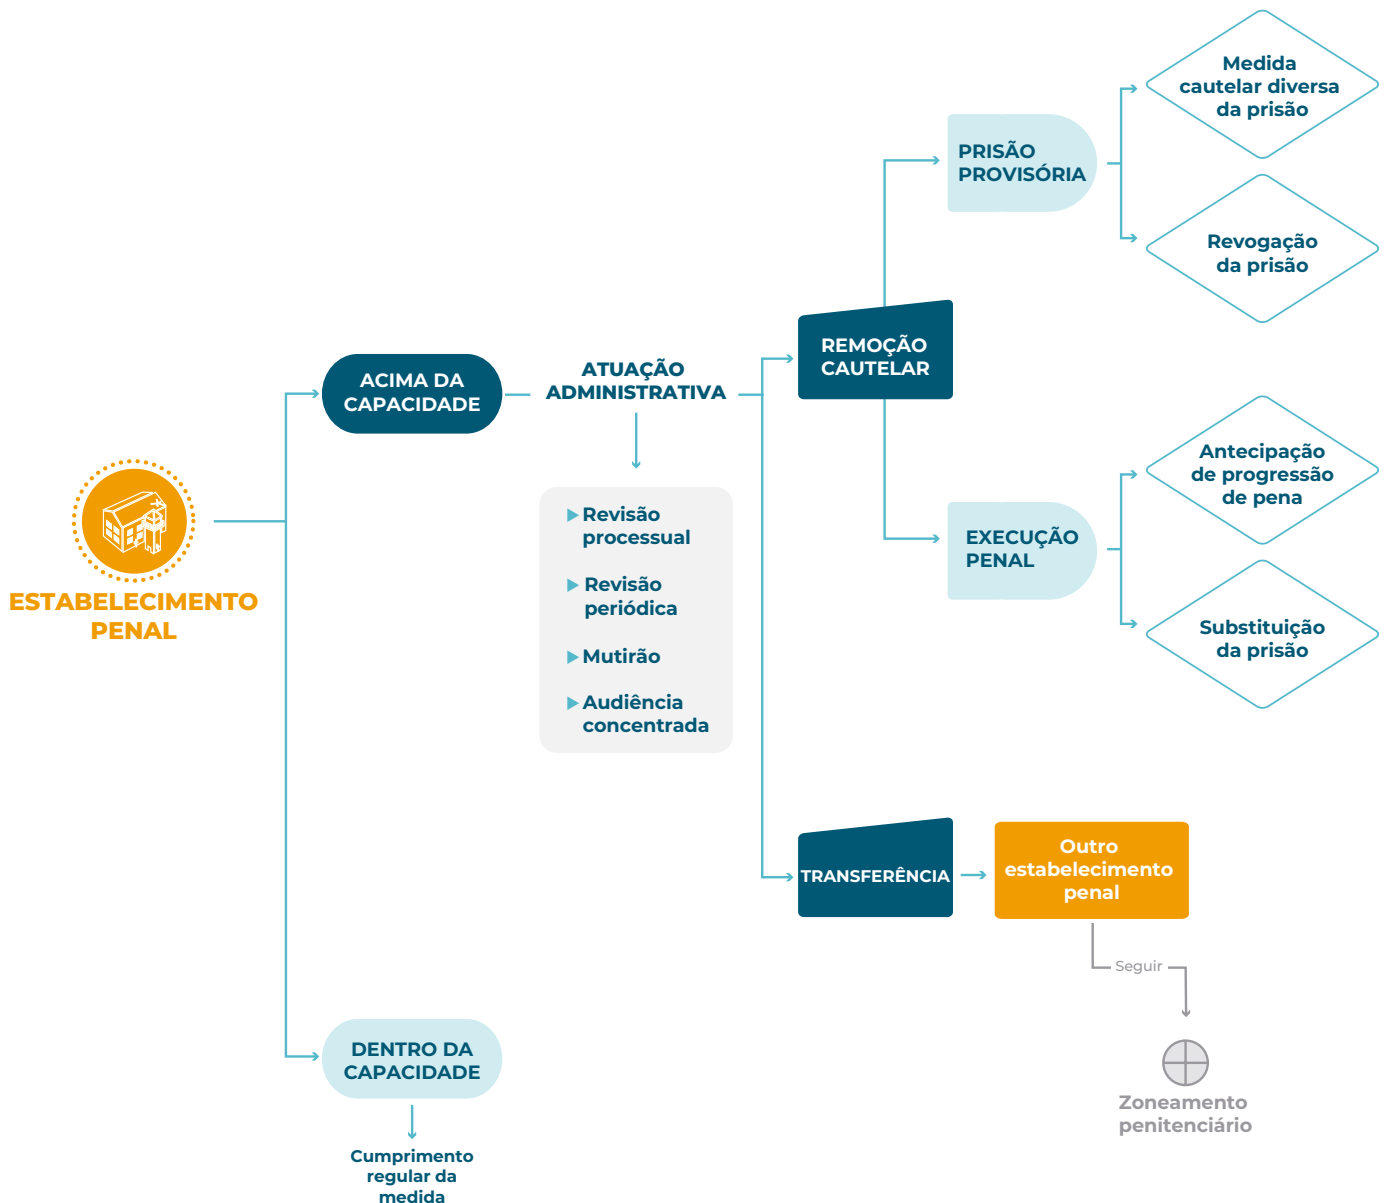 ESTABELECIMENTO
PENAL
ACIMA DA
CAPACIDADE
ATUAÇÃO
ADMINISTRATIVA
▶ Revisão
processual
▶ Revisão
periódica
▶ Mutirão
▶ Audiência
concentrada
REMOÇÃO
CAUTELAR
PRISÃO
PROVISÓRIA
Medida
cautelar diversa
da prisão
Revogação
da prisão
EXECUÇÃO
PENAL
Antecipação
de progressão
de pena
Substituição
da prisão
TRANSFERÊNCIA
Outro
estabelecimento
penal
Seguir
Zoneamento
penitenciário
DENTRO DA
CAPACIDADE
Cumprimento
regular da
medida